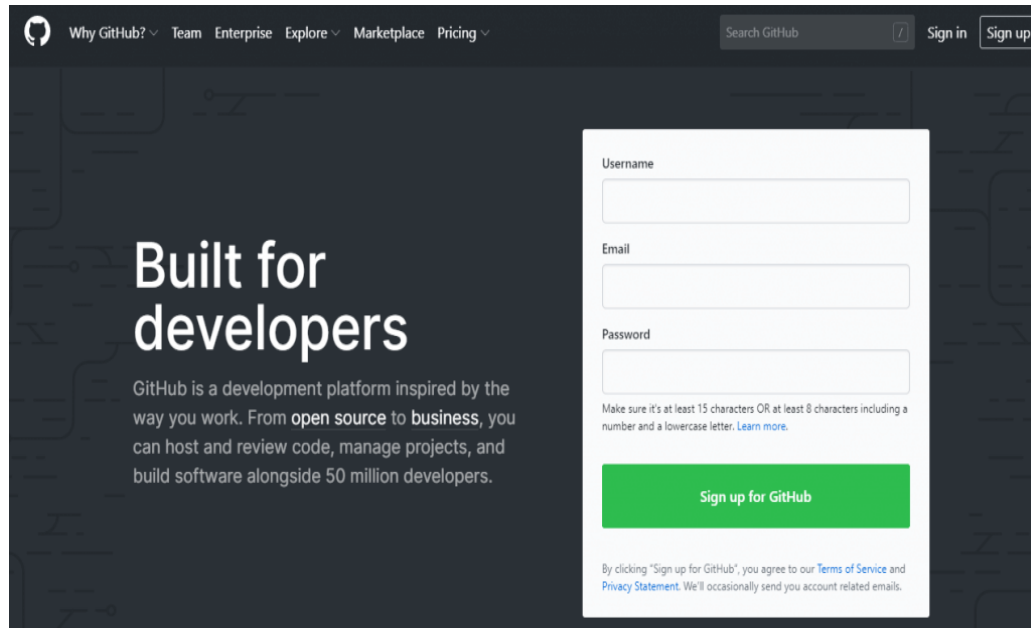 Why GitHub? Team Enterprise Explore Marketplace Pricing Search GitHub / Sign in Sign up
Username
Email
Built for
developers
Password
GitHub is a development platform inspired by the
way you work. From open source to business, you
can host and review code, manage projects, and
build software alongside 50 million developers.
Make sure it's at least 15 characters OR at least 8 characters including a
number and a lowercase letter. Learn more.
Sign up for GitHub
By clicking "Sign up for GitHub", you agree to our Terms of Service and
Privacy Statement. We'll occasionally send you account related emails.